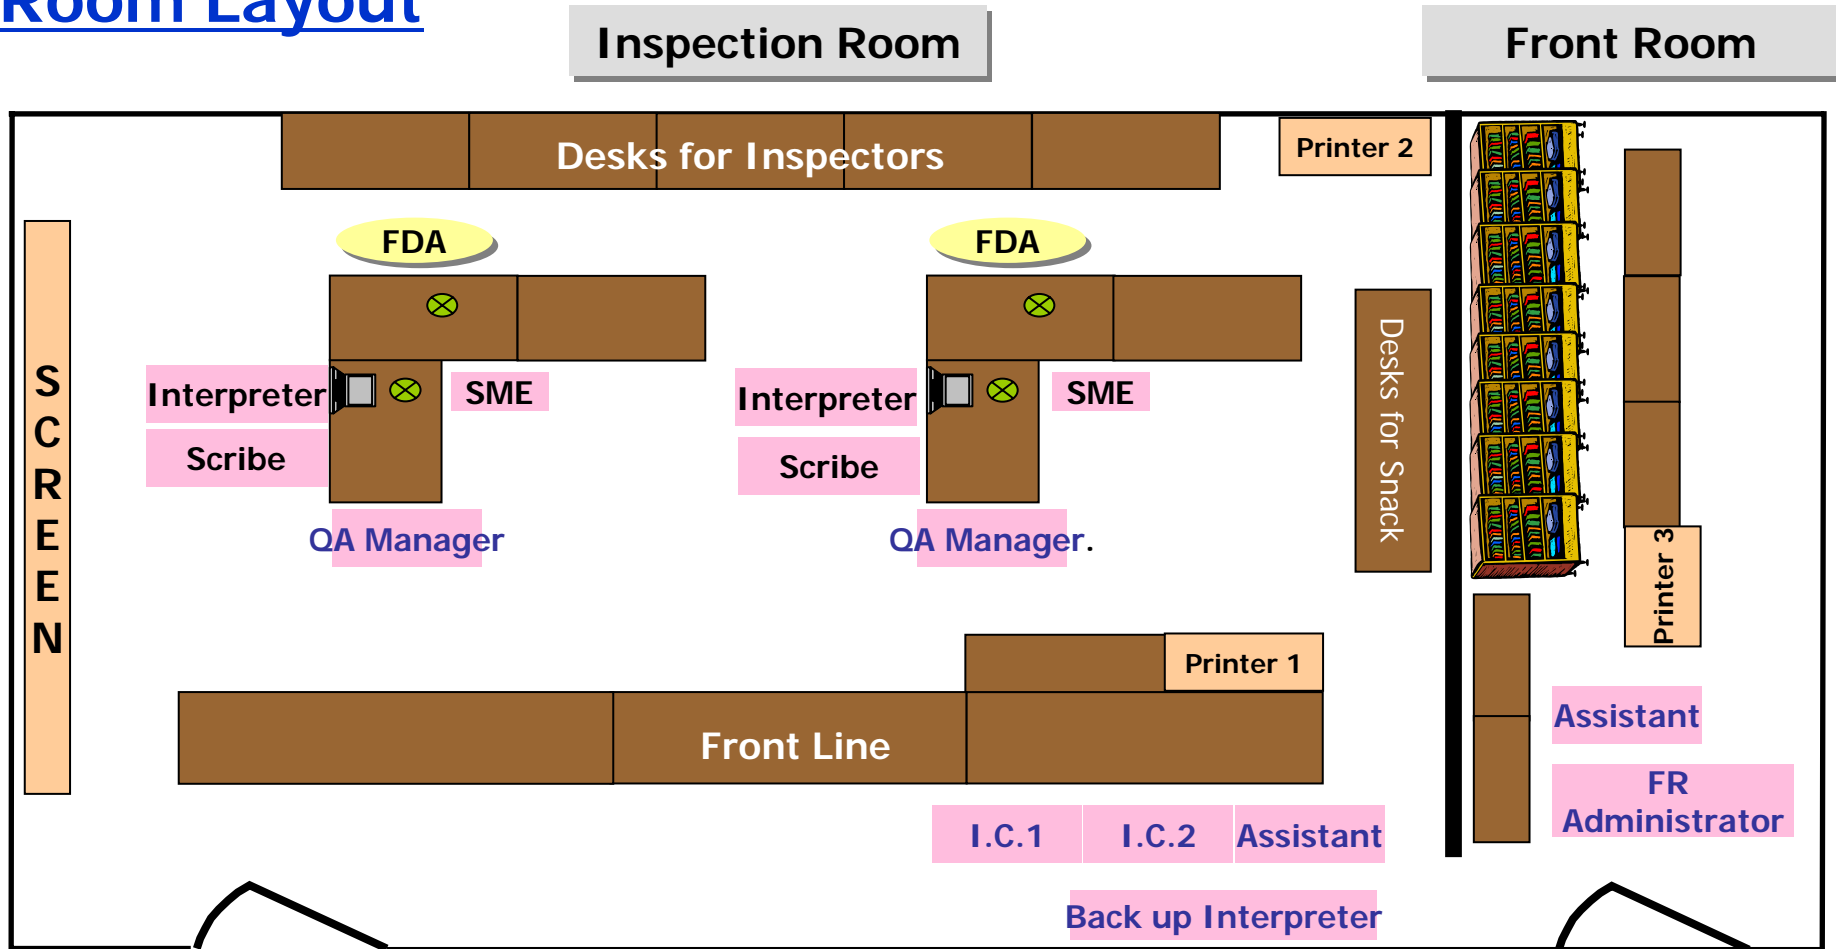 Room Layout
Inspection Room
Front Room
Desks for Inspectors
Printer 2
FDA
FDA
SCREEN
Interpreter
SME
Interpreter
SME
Scribe
Scribe
Desks for Snack
QA Manager
QA Manager.
Printer 3
Printer 1
Front Line
Assistant
FR
Administrator
I.C.1
I.C.2
Assistant
Back up Interpreter